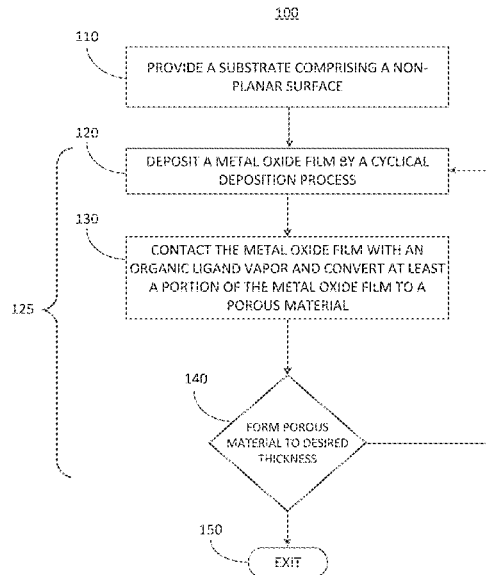 100
110
PROVIDE A SUBSTRATE COMPRISING A NON-
PLANAR SURFACE
120
DEPOSIT A METAL OXIDE FILM BY A CYCLICAL
DEPOSITION PROCESS
130
CONTACT THE METAL OXIDE FILM WITH AN
ORGANIC LIGAND VAPOR AND CONVERT AT LEAST
A PORTION OF THE METAL OXIDE FILM TO A
POROUS MATERIAL
125
140
FORM POROUS
MATERIAL TO DESIRED
THICKNESS
150
EXIT